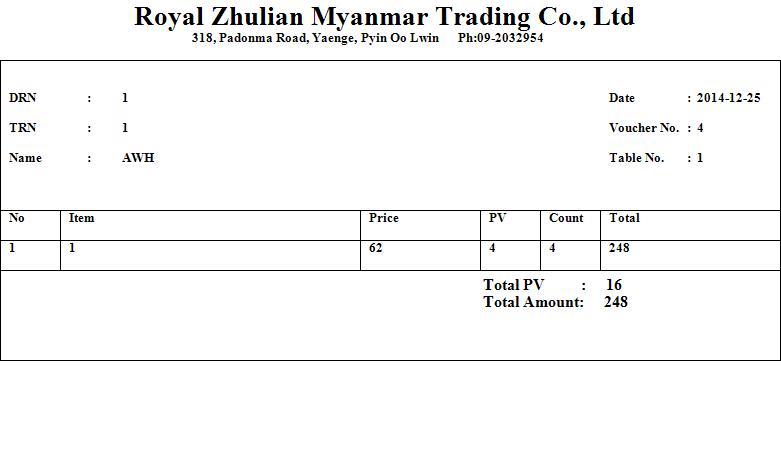 Royal Zhulian Myanmar Trading Co., Ltd
318, Padonma Road, Yaenge, Pyin Oo Lwin Ph:09-2032954
DRN : 1 Date : 2014-12-25
TRN : 1 Voucher No. : 4
Name : AWH Table No. : 1
No Item Price PV Count Total
1 1 62 4 4 248
Total PV : 16
Total Amount: 248